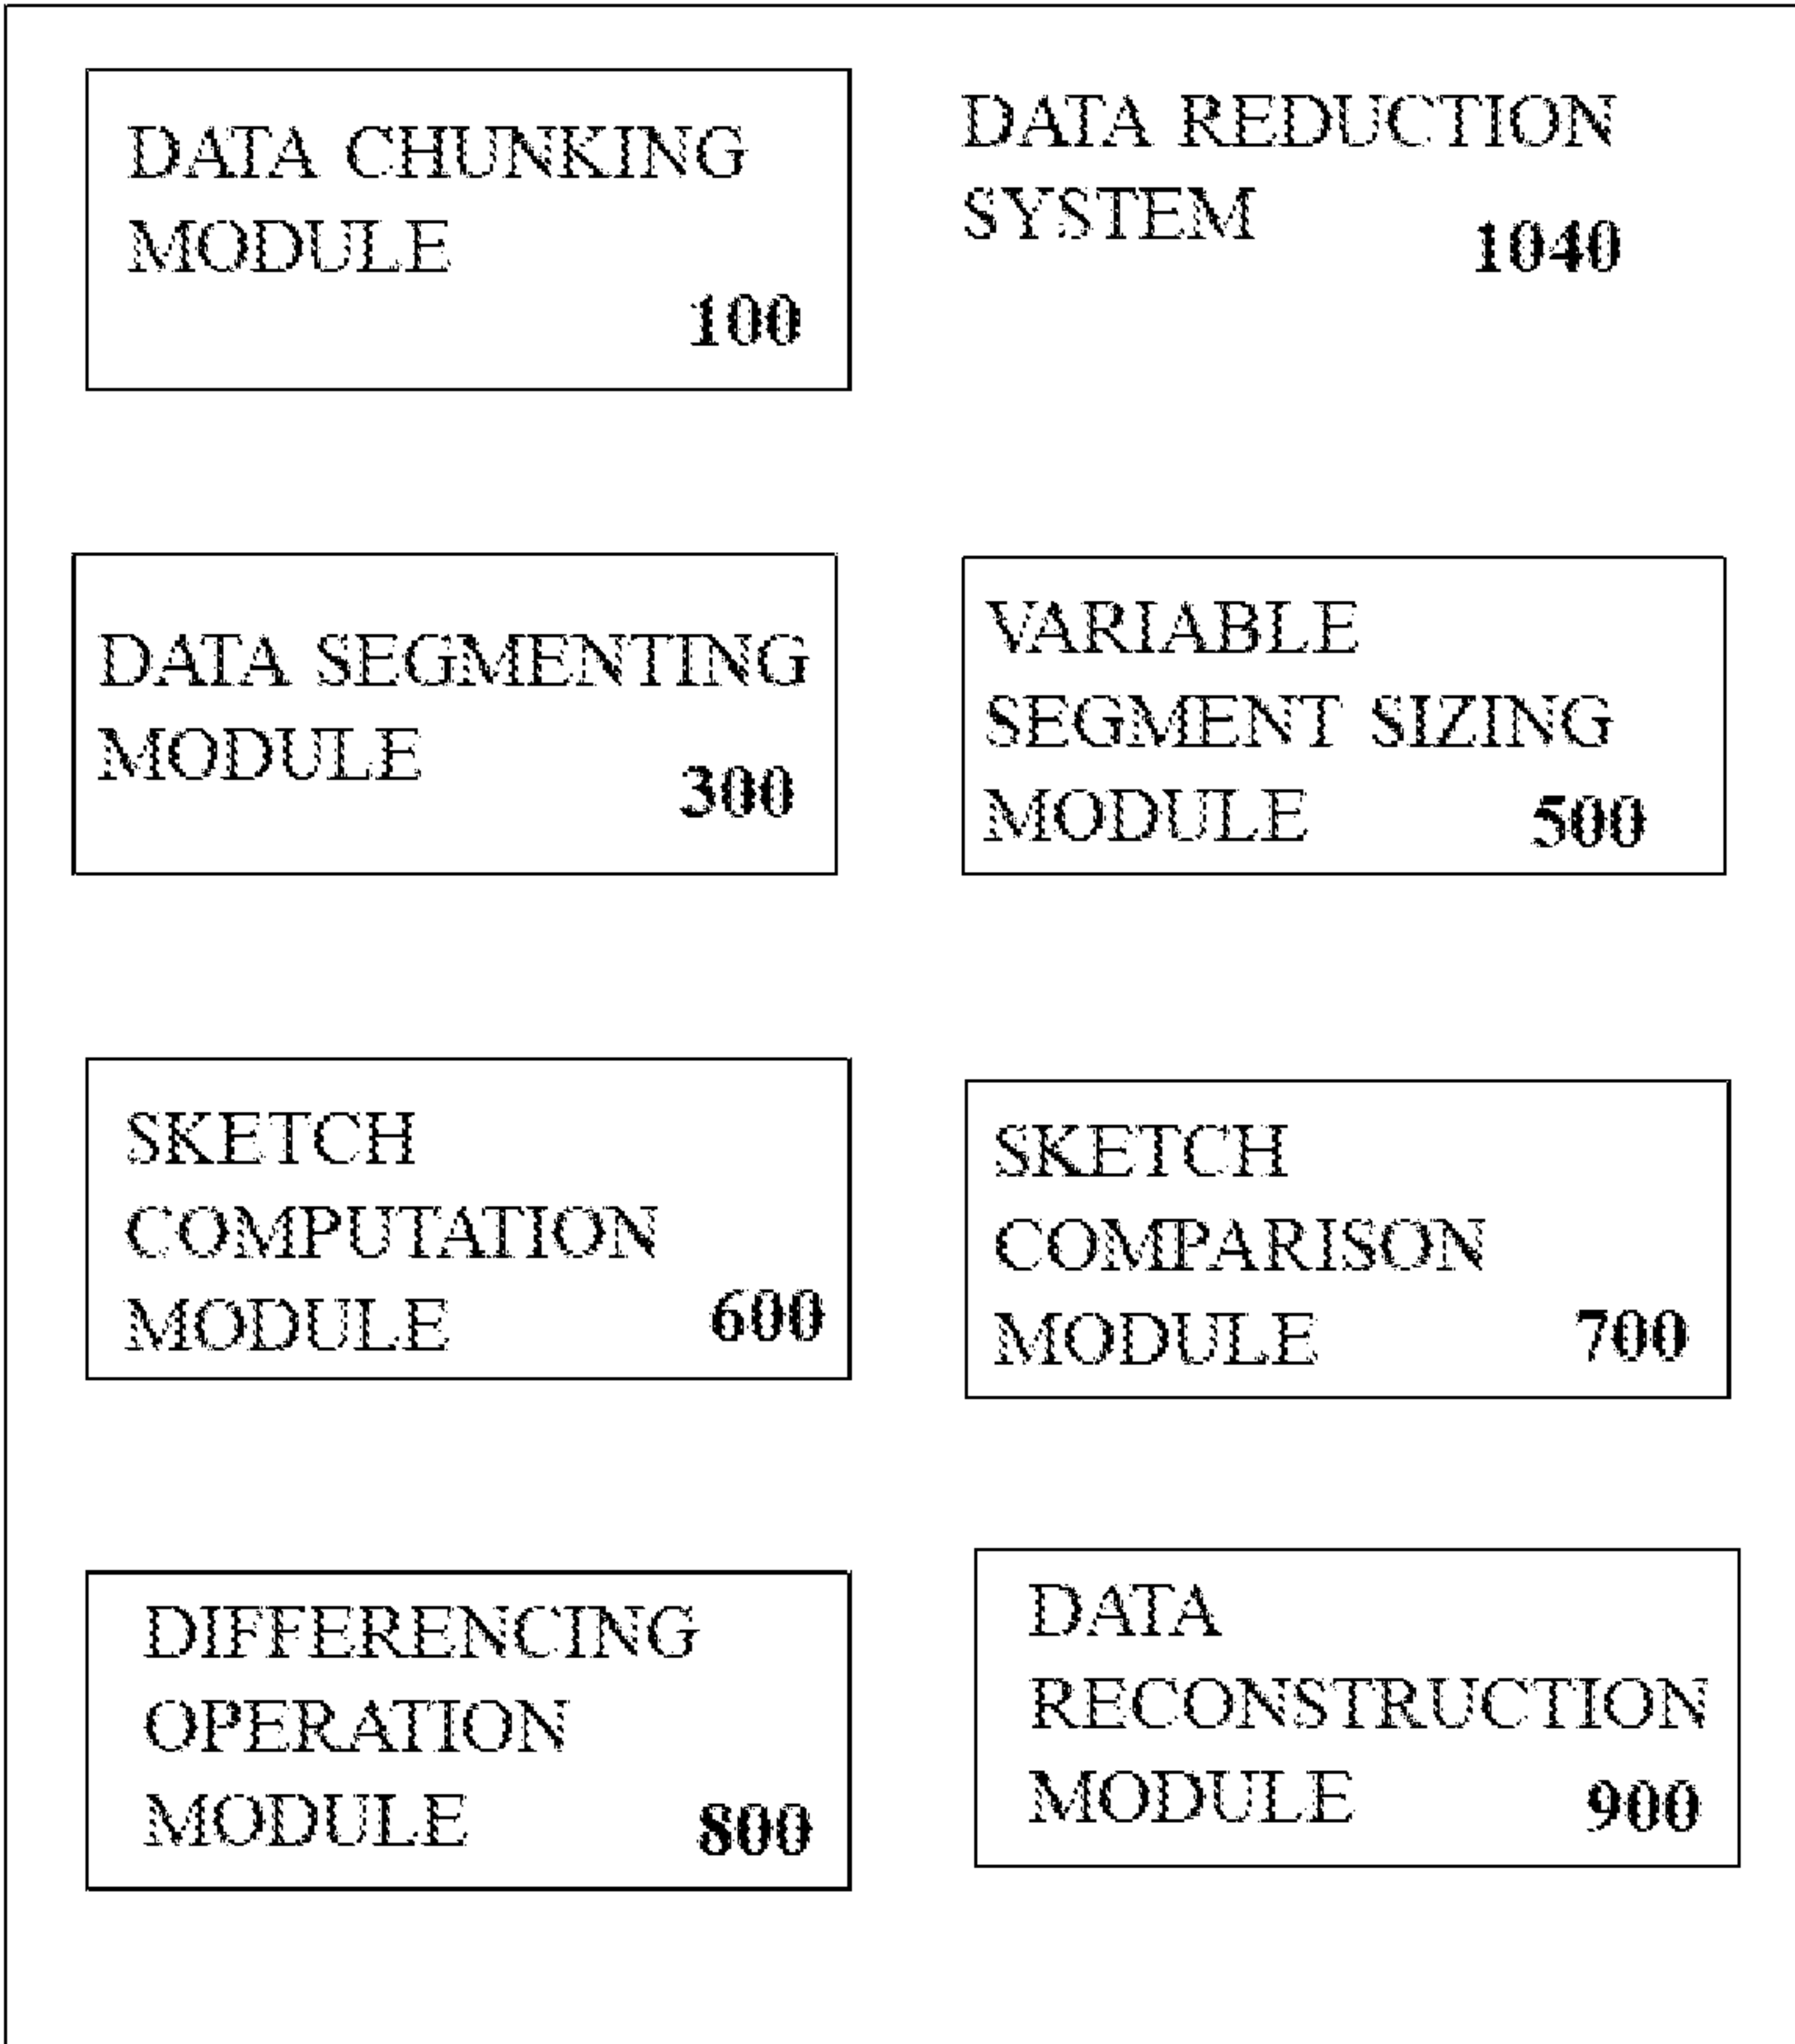 DATA CHUNKING
MODULE
100
DATA REDUCTION
SYSTEM
1040
DATA SEGMENTING
MODULE
300
VARIABLE
SEGMENT SIZING
MODULE 500
SKETCH
COMPUTATION
MODULE 600
SKETCH
COMPARISON
MODULE 700
DIFFERENCING
OPERATION
MODULE 800
DATA
RECONSTRUCTION
MODULE 900